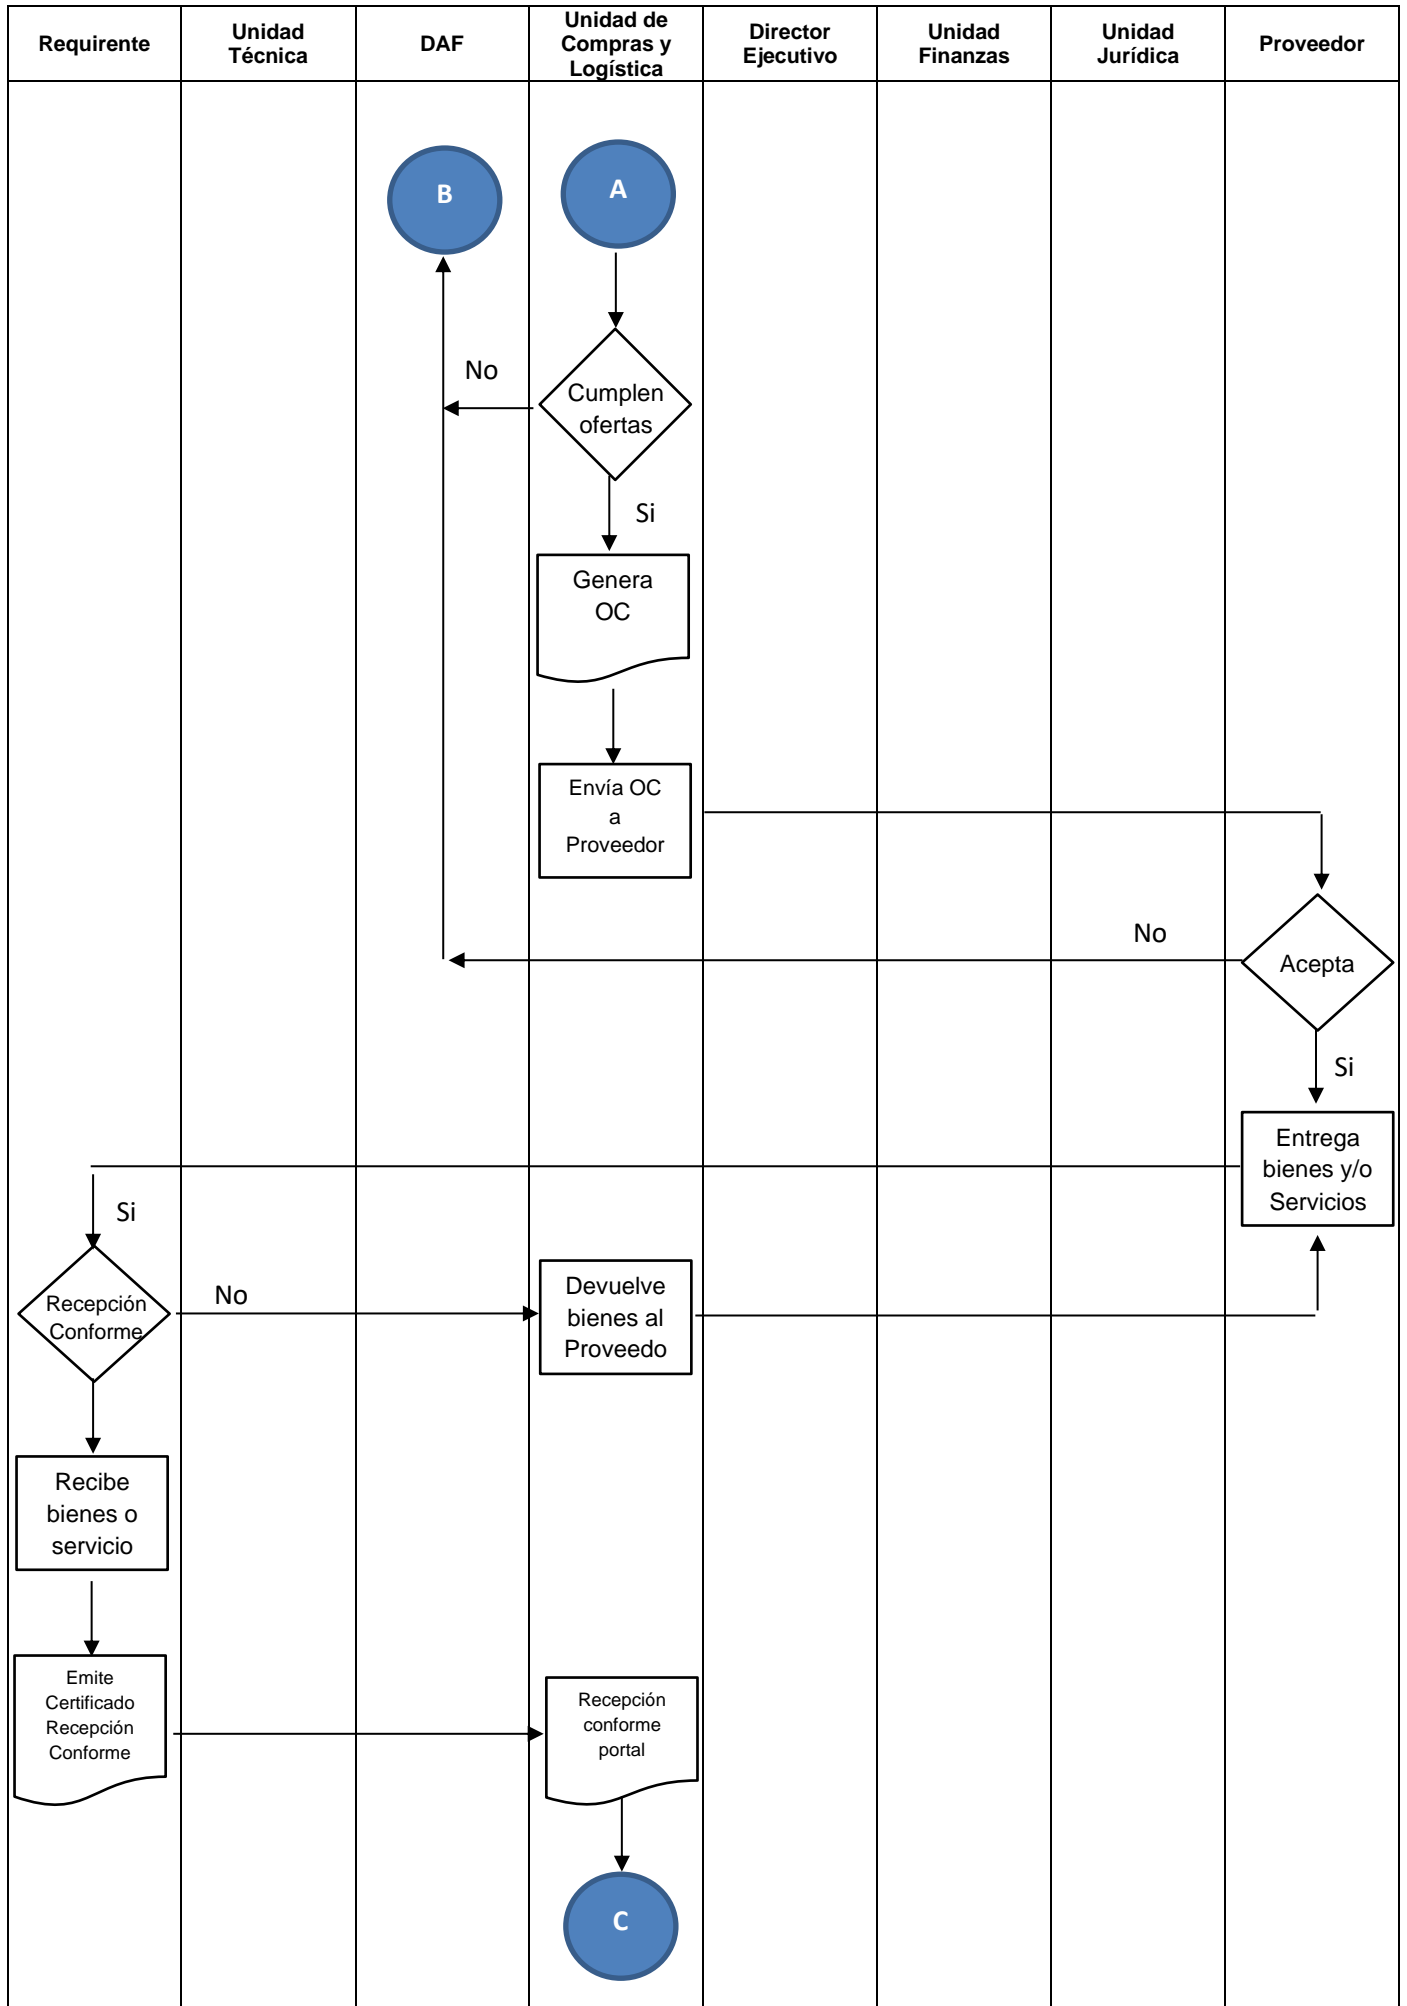 Requirente
Unidad
Técnica
DAF
Unidad de
Compras y
Logística
Director
Ejecutivo
Unidad
Finanzas
Unidad
Jurídica
Proveedor
B
A
No
Cumplen
ofertas
Si
Genera
OC
Envía OC
a
Proveedor
No
Acepta
Si
Entrega
bienes y/o
Servicios
Si
Recepción
Conforme
No
Devuelve
bienes al
Proveedo
Recibe
bienes o
servicio
Emite
Certificado
Recepción
Conforme
Recepción
conforme
portal
C